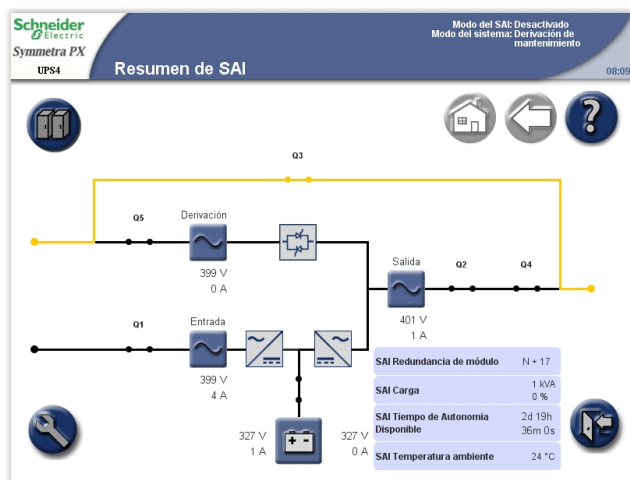 Schneider
Electric
Symmetra PX
UPS4
Resumen de SAI
Modo del SAI: Desactivado
Modo del sistema: Derivación de
mantenimiento
08:09
?
Q3
Q5
Derivación
399 V
0 A
Salida
Q2
Q4
401 V
1 A
Q1
Entrada
399 V
4 A
SAI Redundancia de módulo N + 17
SAI Carga 1 kVA
0 %
SAI Tiempo de Autonomía
Disponible
2d 19h
36m 0s
SAI Temperatura ambiente 24 °C
327 V
1 A
327 V
0 A